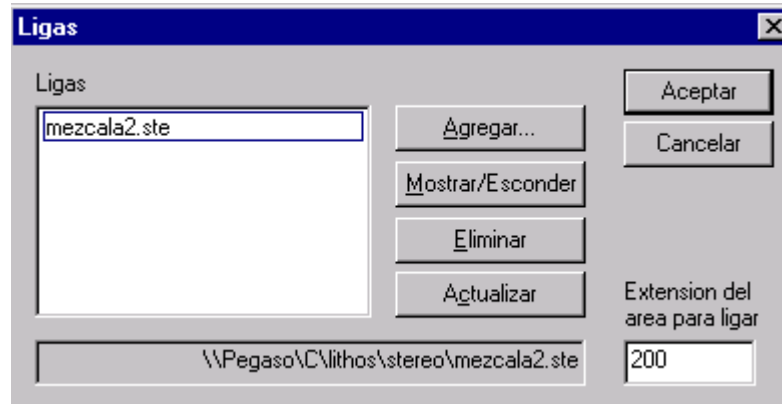 Ligas
Ligas
mezcala2.ste
Agregar...
Mostrar/Esconder
Eliminar
Actualizar
Aceptar
Cancelar
Extension del
area para ligar
200
\\Pegaso\C\lithos\stereo\mezcala2.ste